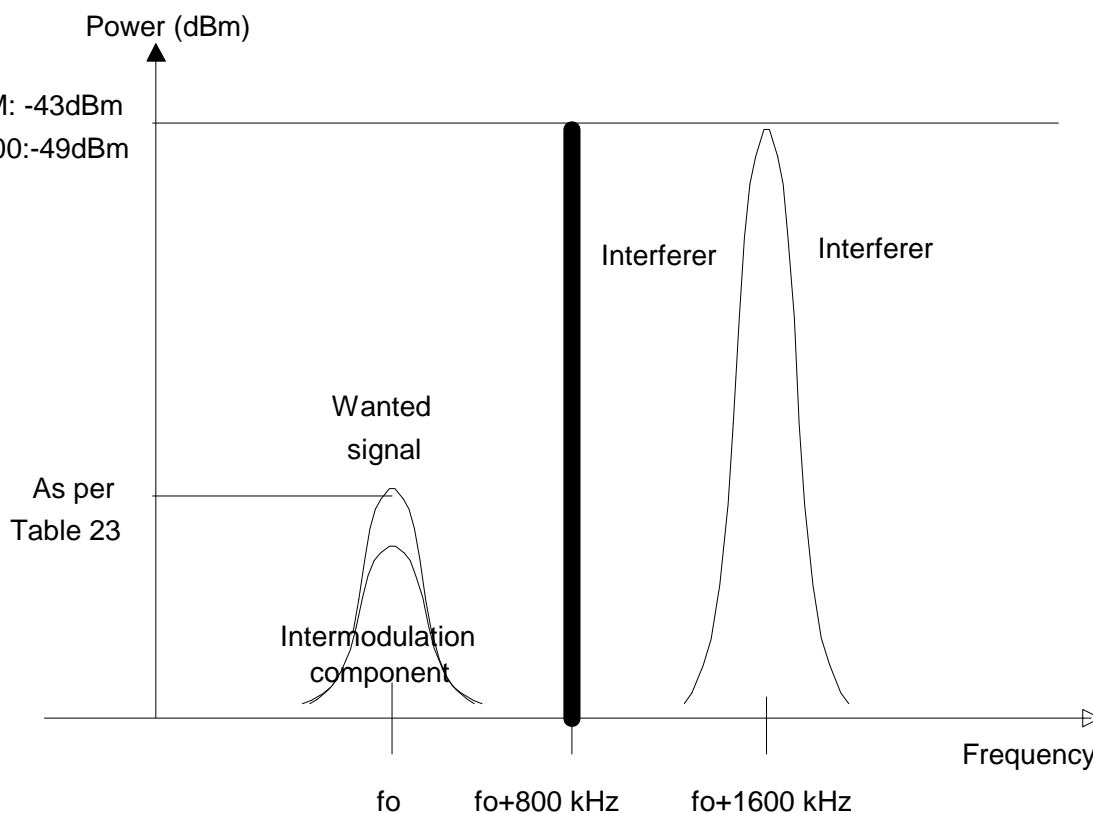 Power (dBm)
M: -43dBm
00:-49dBm
Interferer
Interferer
Wanted
signal
As per
Table 23
Intermodulation
component
Frequency
fo
fo+800 kHz
fo+1600 kHz